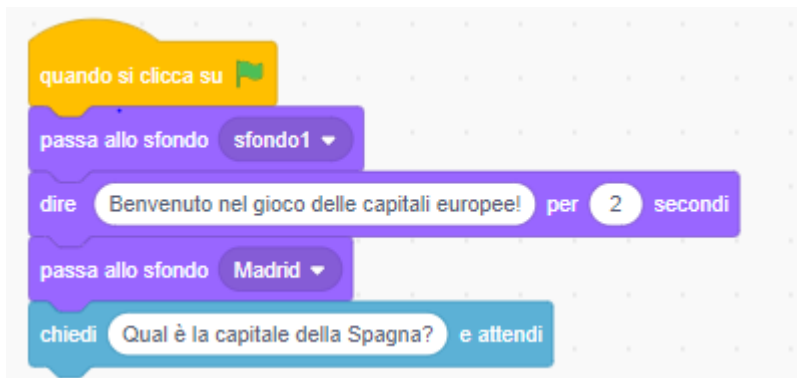 quando si clicca su
passa allo sfondo sfondo1
dire Benvenuto nel gioco delle capitali europee! per 2 secondi
passa allo sfondo Madrid
chiedi Qual è la capitale della Spagna? e attendi